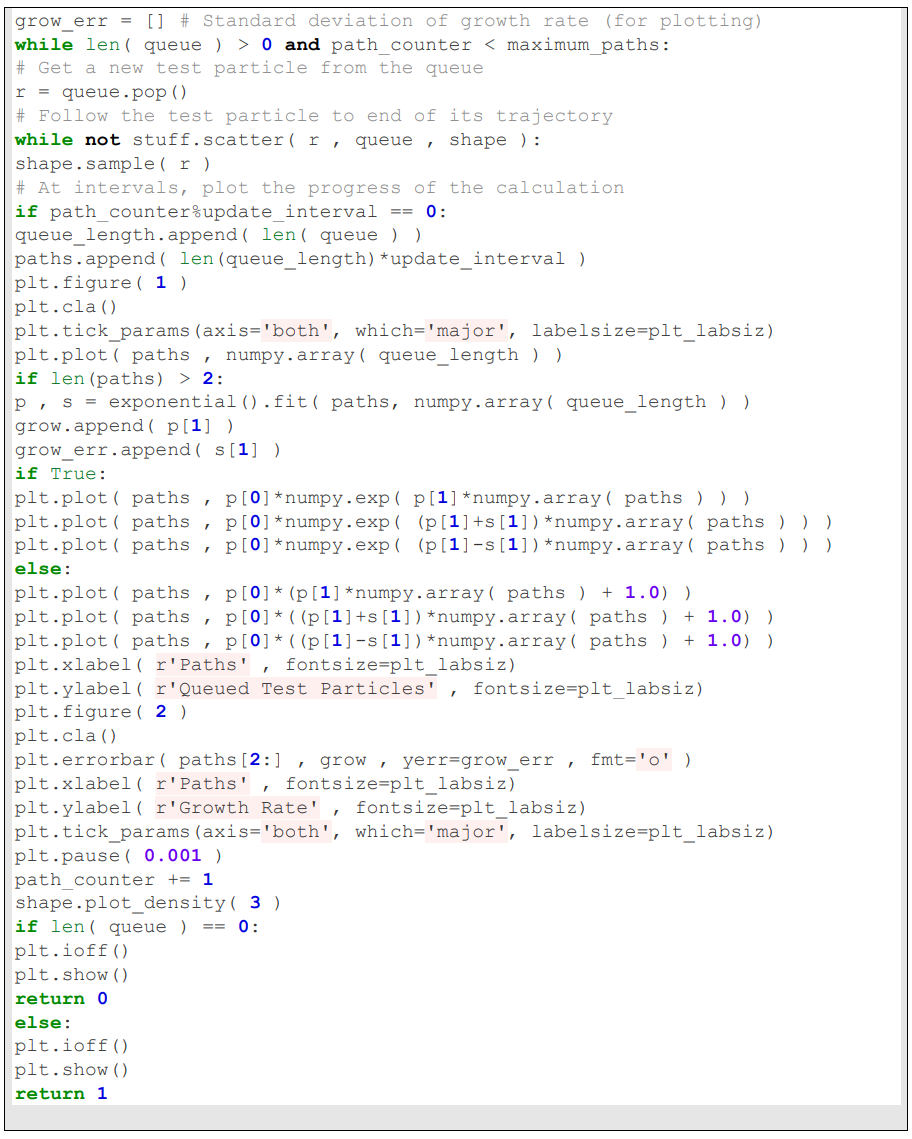 grow_err = [] # Standard deviation of growth rate (for plotting)
while len( queue ) > 0 and path_counter < maximum_paths:
# Get a new test particle from the queue
r = queue.pop()
# Follow the test particle to end of its trajectory
while not stuff.scatter( r , queue , shape ):
shape.sample( r )
# At intervals, plot the progress of the calculation
if path_counter%update_interval == 0:
queue_length.append( len( queue ) )
paths.append( len(queue_length)*update_interval )
plt.figure( 1 )
plt.cla()
plt.tick_params(axis='both', which='major', labelsize=plt_labsiz)
plt.plot( paths , numpy.array( queue_length ) )
if len(paths) > 2:
p , s = exponential().fit( paths, numpy.array( queue_length ) )
grow.append( p[1] )
grow_err.append( s[1] )
if True:
plt.plot( paths , p[0]*numpy.exp( p[1]*numpy.array( paths ) ) )
plt.plot( paths , p[0]*numpy.exp( (p[1]+s[1])*numpy.array( paths ) ) )
plt.plot( paths , p[0]*numpy.exp( (p[1]-s[1])*numpy.array( paths ) ) )
else:
plt.plot( paths , p[0]*(p[1]*numpy.array( paths ) + 1.0) )
plt.plot( paths , p[0]*((p[1]+s[1])*numpy.array( paths ) + 1.0) )
plt.plot( paths , p[0]*((p[1]-s[1])*numpy.array( paths ) + 1.0) )
plt.xlabel( r'Paths' , fontsize=plt_labsiz)
plt.ylabel( r'Queued Test Particles' , fontsize=plt_labsiz)
plt.figure( 2 )
plt.cla()
plt.errorbar( paths[2:] , grow , yerr=grow_err , fmt='o' )
plt.xlabel( r'Paths' , fontsize=plt_labsiz)
plt.ylabel( r'Growth Rate' , fontsize=plt_labsiz)
plt.tick_params(axis='both', which='major', labelsize=plt_labsiz)
plt.pause( 0.001 )
path_counter += 1
shape.plot_density( 3 )
if len( queue ) == 0:
plt.ioff()
plt.show()
return 0
else:
plt.ioff()
plt.show()
return 1